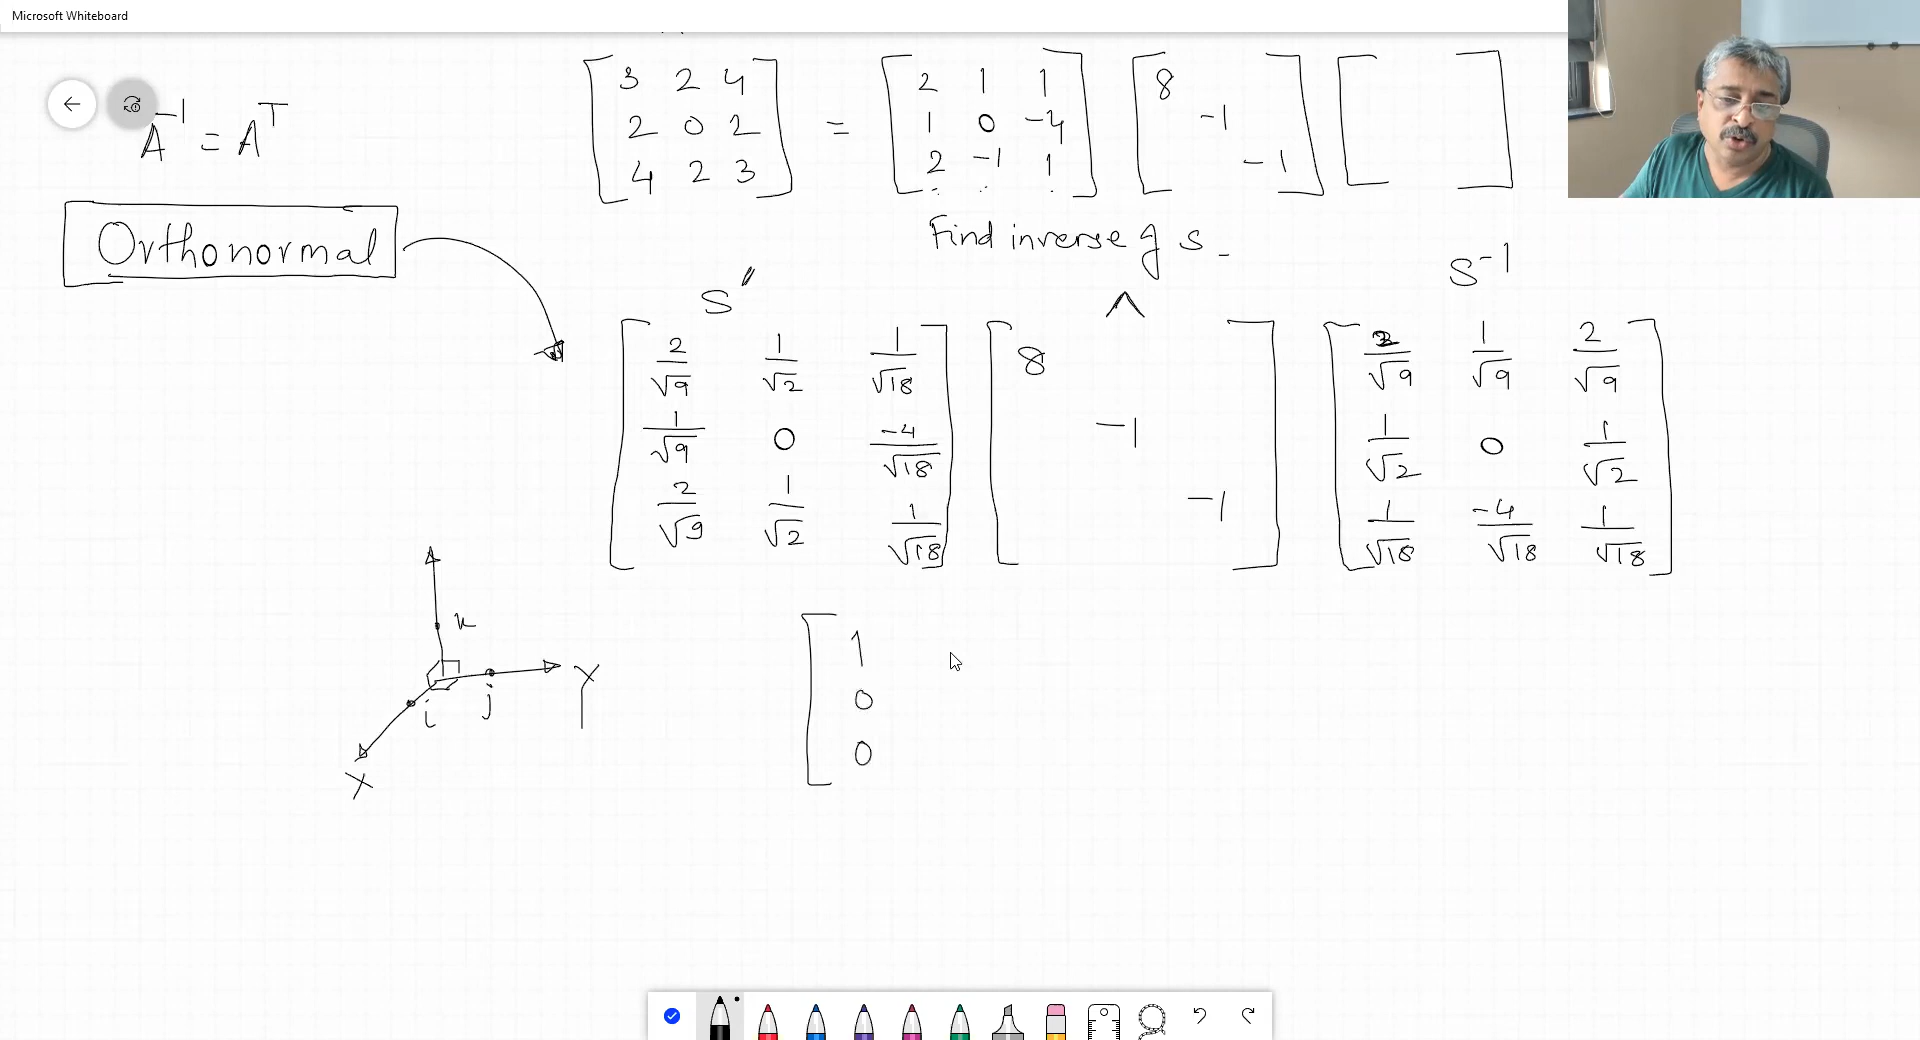 Microsoft Whiteboard
[3 2 4; 2 0 2; 4 2 3] = [2 1 1; 1 0 -4; 2 -1 1] [8; -1; -1] [ ]
A⁻¹ = Aᵀ
Orthonormal
Find inverse of S
S′ Λ S⁻¹
[2/√9 1/√2 1/√18; 1/√9 0 -4/√18; 2/√9 1/√2 1/√18] [8; -1; -1] [2/√9 1/√9 2/√9; 1/√2 0 1/√2; 1/√18 -4/√18 1/√18]
k
i j Y
X
[1
0
0